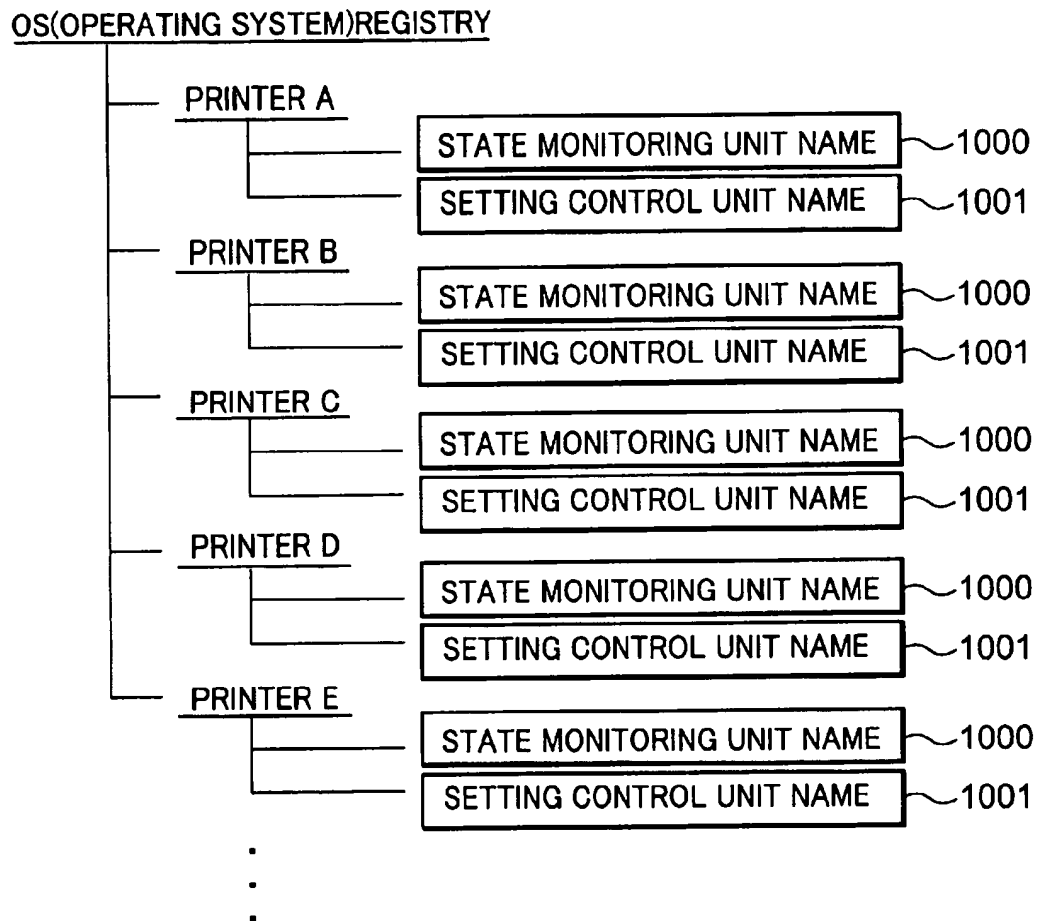 OS(OPERATING SYSTEM)REGISTRY
PRINTER A
STATE MONITORING UNIT NAME 1000
SETTING CONTROL UNIT NAME 1001
PRINTER B
STATE MONITORING UNIT NAME 1000
SETTING CONTROL UNIT NAME 1001
PRINTER C
STATE MONITORING UNIT NAME 1000
SETTING CONTROL UNIT NAME 1001
PRINTER D
STATE MONITORING UNIT NAME 1000
SETTING CONTROL UNIT NAME 1001
PRINTER E
STATE MONITORING UNIT NAME 1000
SETTING CONTROL UNIT NAME 1001